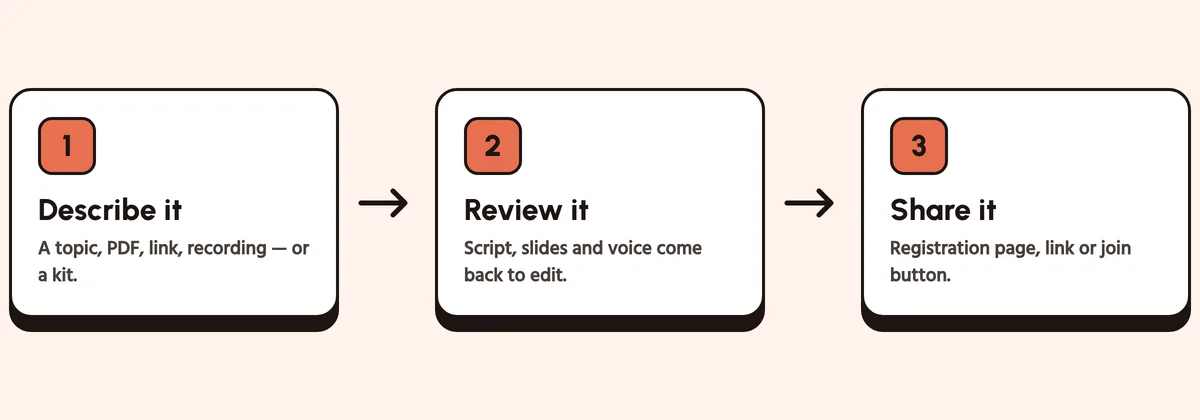 1
Describe it
A topic, PDF, link, recording — or
a kit.
2
Review it
Script, slides and voice come
back to edit.
3
Share it
Registration page, link or join
button.